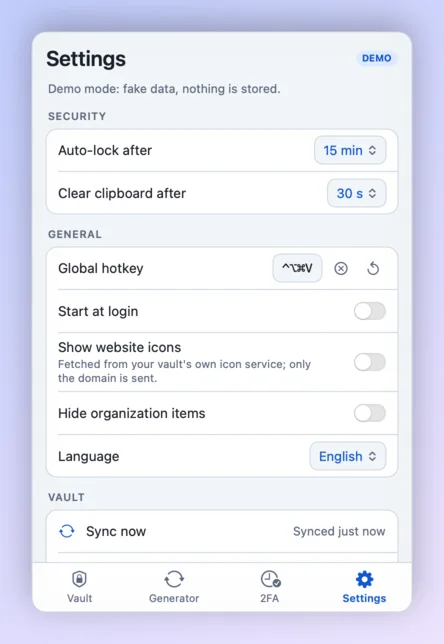 Settings
DEMO
Demo mode: fake data, nothing is stored.
SECURITY
Auto-lock after
15 min
Clear clipboard after
30 s
GENERAL
Global hotkey
^⌥⌘V
Start at login
Show website icons
Fetched from your vault's own icon service; only
the domain is sent.
Hide organization items
Language
English
VAULT
Sync now
Synced just now
Vault
Generator
2FA
Settings